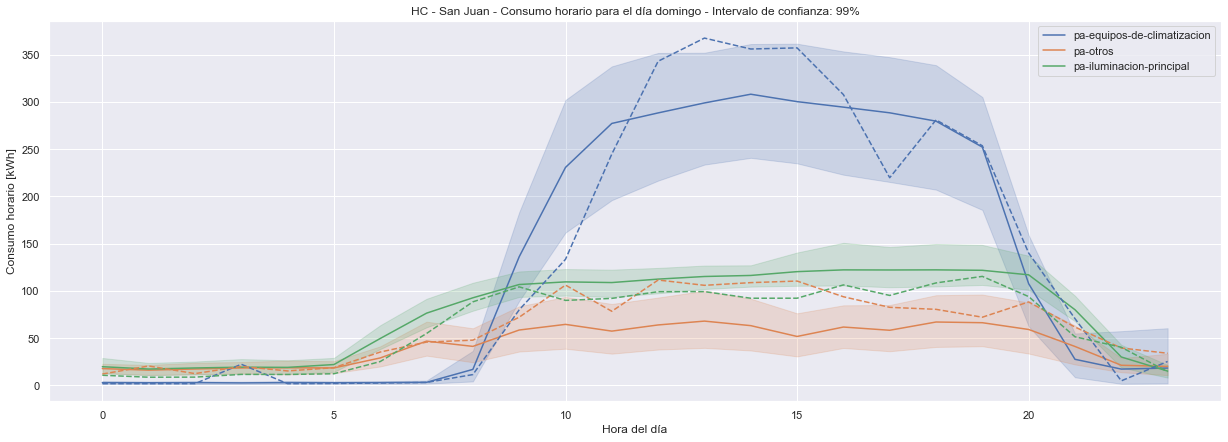 HC - San Juan - Consumo horario para el día domingo - Intervalo de confianza: 99%
pa-equipos-de-climatizacion
pa-otros
pa-iluminacion-principal
Consumo horario [kWh]
350
300
250
200
150
100
50
0
0 5 10 15 20
Hora del día